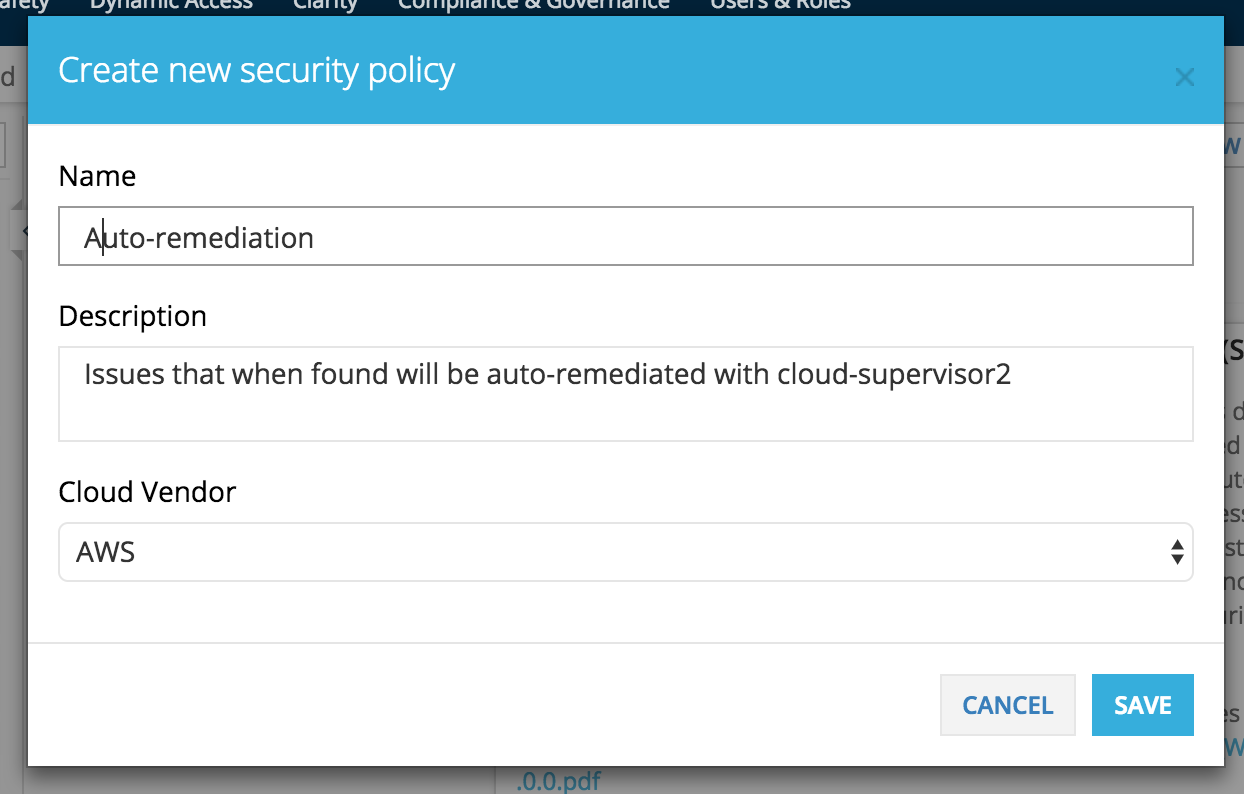 Dynamic Access Clarity Compliance & Governance Users & Roles
Create new security policy
Name
Auto-remediation
Description
Issues that when found will be auto-remediated with cloud-supervisor2
Cloud Vendor
AWS
CANCEL SAVE
.0.0.pdf